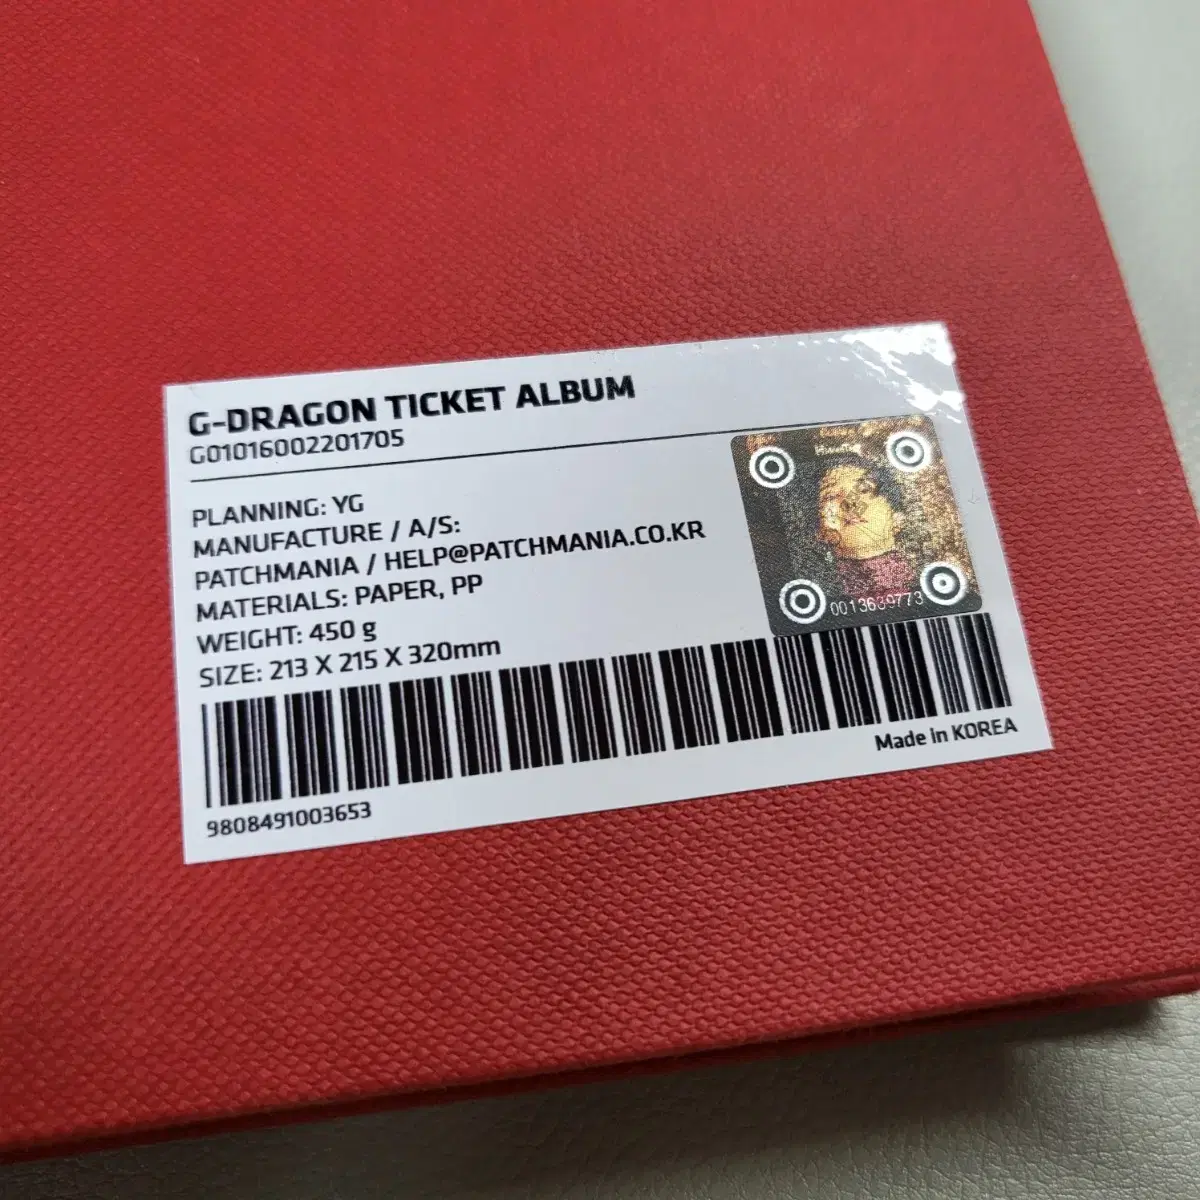 G-DRAGON TICKET ALBUM
G01016002201705
PLANNING: YG
MANUFACTURE / A/S:
PATCHMANIA / HELP@PATCHMANIA.CO.KR
MATERIALS: PAPER, PP
WEIGHT: 450 g
SIZE: 213 X 215 X 320mm
0013639773
9808491003653
Made in KOREA